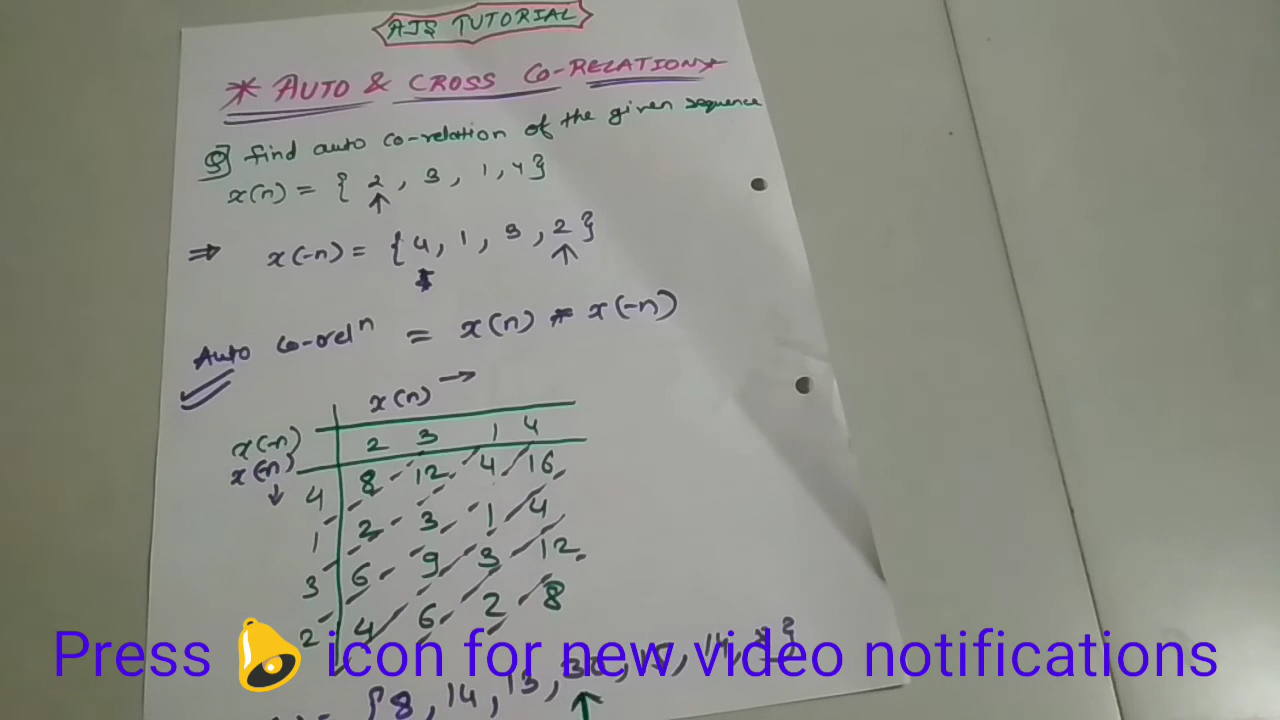 AJS TUTORIAL
* AUTO & CROSS CO-RELATION *
Q] find auto co-relation of the given sequence
x(n) = { 2, 3, 1, 4 }
↑
⇒ x(-n) = { 4, 1, 3, 2 }
↑
Auto co-relⁿ = x(n) * x(-n)
x(n) →
x(-n) 2 3 1 4
x(-n) ↓
4 8 12 4 16
1 2 3 1 4
3 6 9 3 12
2 4 6 2 8
Press 🔔 icon for new video notifications
= { 8, 14, 13, 30, 13, 14, 8 }
↑